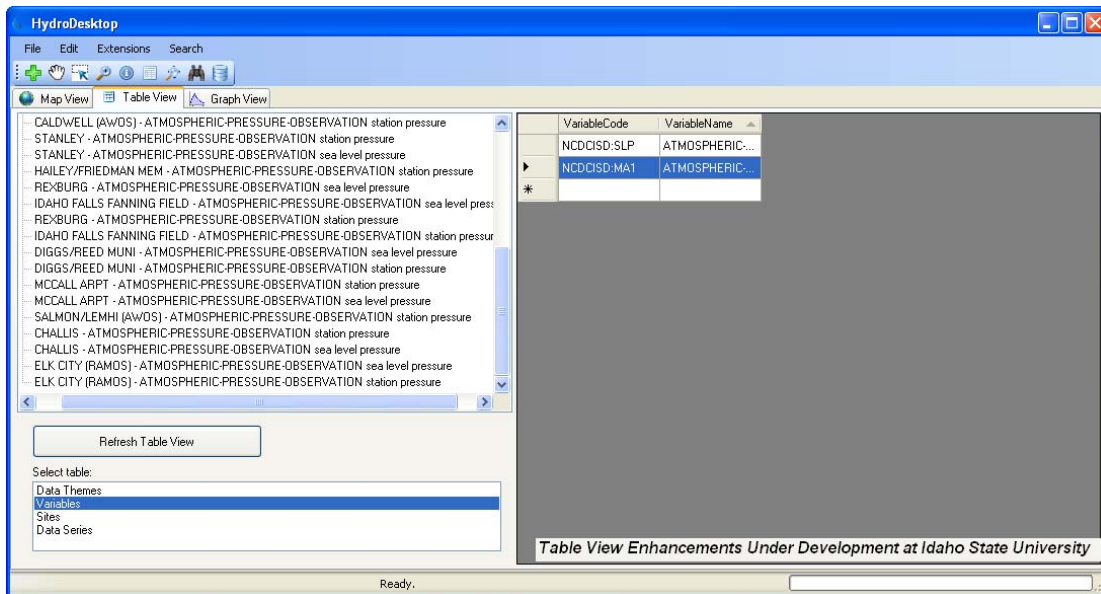 HydroDesktop
File Edit Extensions Search
Map View Table View Graph View
CALDWELL (AWOS) - ATMOSPHERIC-PRESSURE-OBSERVATION station pressure
STANLEY - ATMOSPHERIC-PRESSURE-OBSERVATION station pressure
STANLEY - ATMOSPHERIC-PRESSURE-OBSERVATION sea level pressure
HAILEY/FRIEDMAN MEM - ATMOSPHERIC-PRESSURE-OBSERVATION station pressure
REXBURG - ATMOSPHERIC-PRESSURE-OBSERVATION sea level pressure
IDAHO FALLS FANNING FIELD - ATMOSPHERIC-PRESSURE-OBSERVATION sea level press
REXBURG - ATMOSPHERIC-PRESSURE-OBSERVATION station pressure
IDAHO FALLS FANNING FIELD - ATMOSPHERIC-PRESSURE-OBSERVATION station pressur
DIGGS/REED MUNI - ATMOSPHERIC-PRESSURE-OBSERVATION sea level pressure
DIGGS/REED MUNI - ATMOSPHERIC-PRESSURE-OBSERVATION station pressure
MCCALL ARPT - ATMOSPHERIC-PRESSURE-OBSERVATION station pressure
MCCALL ARPT - ATMOSPHERIC-PRESSURE-OBSERVATION sea level pressure
SALMON/LEMHI (AWOS) - ATMOSPHERIC-PRESSURE-OBSERVATION station pressure
CHALLIS - ATMOSPHERIC-PRESSURE-OBSERVATION station pressure
CHALLIS - ATMOSPHERIC-PRESSURE-OBSERVATION sea level pressure
ELK CITY (RAMOS) - ATMOSPHERIC-PRESSURE-OBSERVATION sea level pressure
ELK CITY (RAMOS) - ATMOSPHERIC-PRESSURE-OBSERVATION station pressure
Refresh Table View
Select table:
Data Themes
Variables
Sites
Data Series
VariableCode VariableName
NCDCISD:SLP ATMOSPHERIC-...
NCDCISD:MA1 ATMOSPHERIC-...
Table View Enhancements Under Development at Idaho State University
Ready.